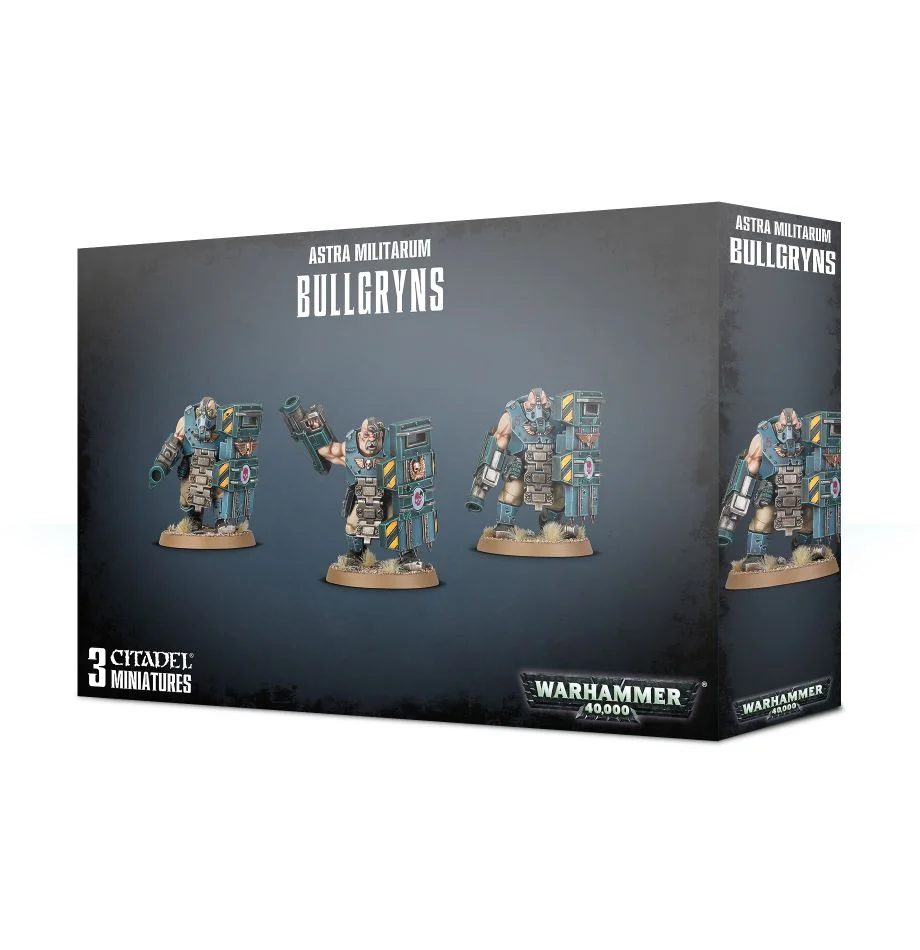 ASTRA MILITARUM
BULLGRYNS
3 CITADEL®
MINIATURES
WARHAMMER®
40,000
ASTRA MILITARUM
BULLGRYNS
WARHAMMER
40,000